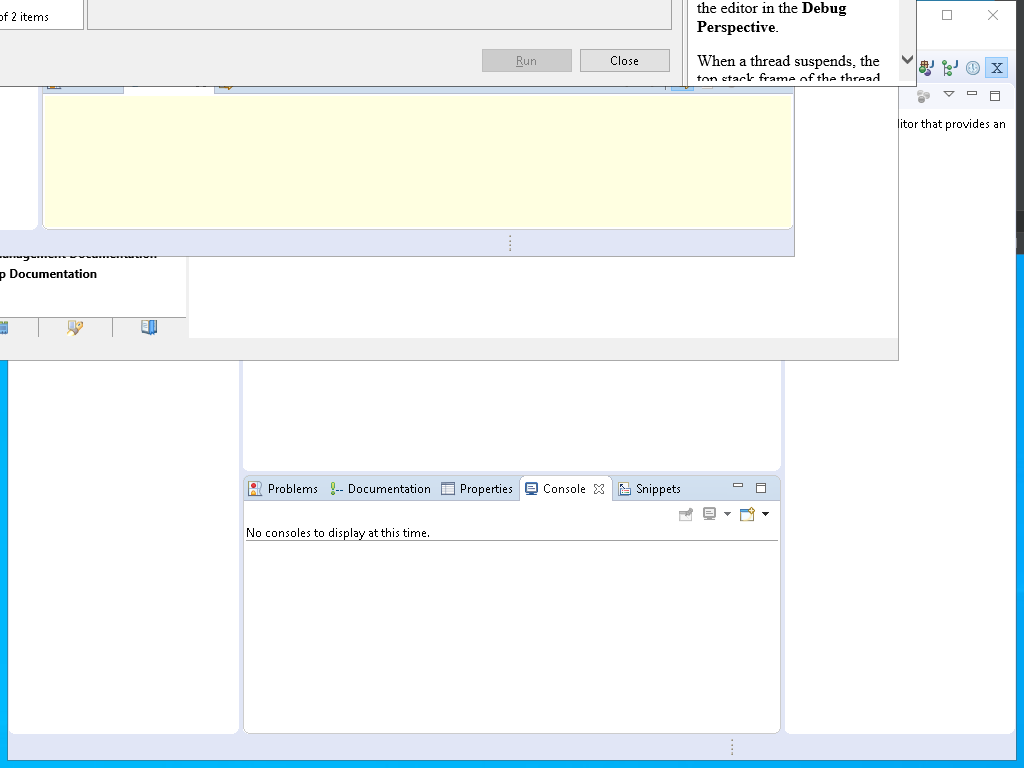 of 2 items
Run
Close
the editor in the Debug
Perspective.
When a thread suspends, the
top stack frame of the thread
X
litor that provides an
Management Documentation
p Documentation
Problems
Documentation
Properties
Console
Snippets
No consoles to display at this time.